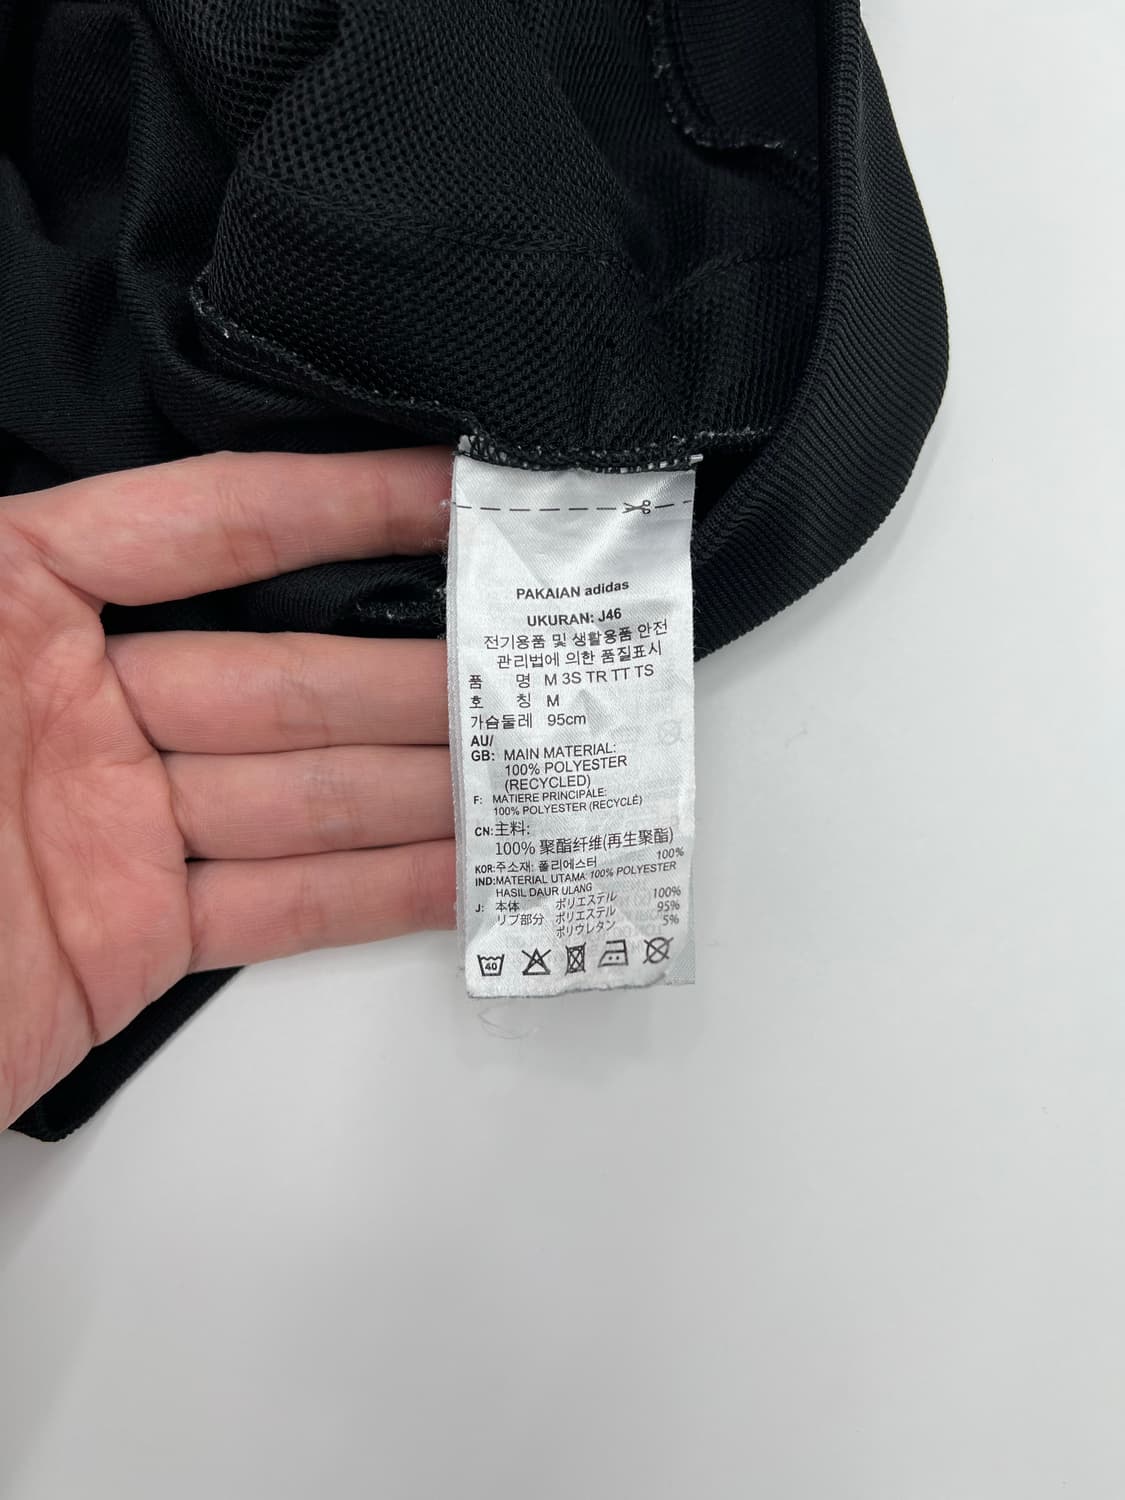 PAKAIAN adidas
UKURAN: J46
전기용품 및 생활용품 안전
관리법에 의한 품질표시
품 명 M 3S TR TT TS
호 칭 M
가슴둘레 95cm
AU/
GB: MAIN MATERIAL:
100% POLYESTER
(RECYCLED)
F: MATIERE PRINCIPALE:
100% POLYESTER (RECYCLÉ)
CN: 主料:
100% 聚酯纤维(再生聚酯)
KOR: 주소재: 폴리에스터 100%
IND: MATERIAL UTAMA: 100% POLYESTER
HASIL DAUR ULANG
J: 本体 ポリエステル 100%
リブ部分 ポリエステル 95%
ポリウレタン 5%
40